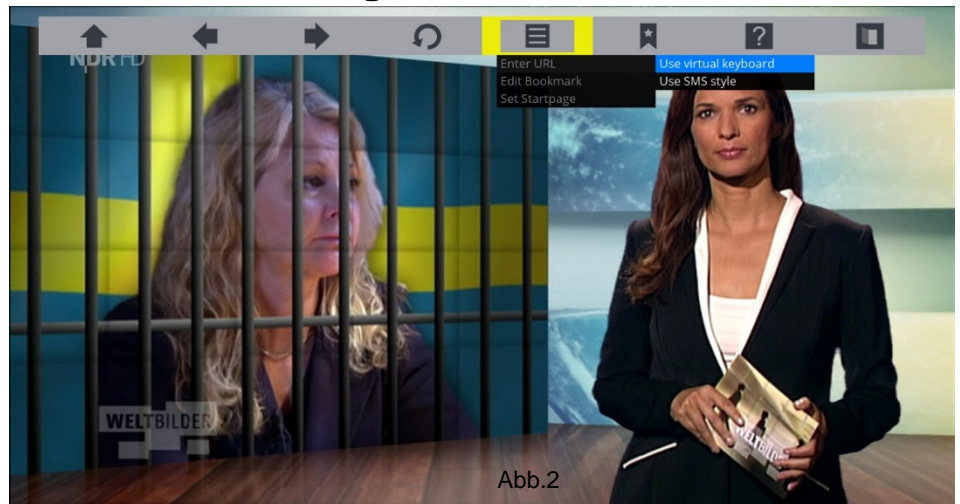 ?
NDR HD
Enter URL
Use virtual keyboard
Edit Bookmark
Use SMS style
Set Startpage
WELTBILDER
WELTBILDER
Abb.2